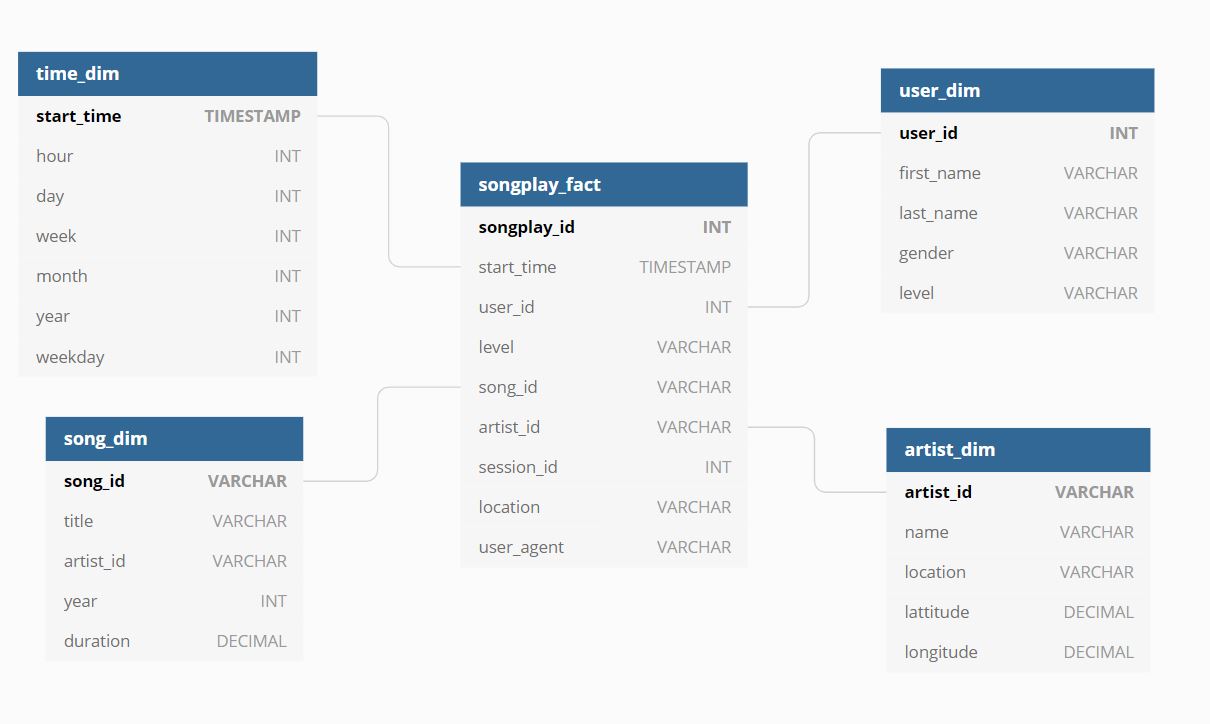 time_dim
start_time TIMESTAMP
hour INT
day INT
week INT
month INT
year INT
weekday INT
song_dim
song_id VARCHAR
title VARCHAR
artist_id VARCHAR
year INT
duration DECIMAL
songplay_fact
songplay_id INT
start_time TIMESTAMP
user_id INT
level VARCHAR
song_id VARCHAR
artist_id VARCHAR
session_id INT
location VARCHAR
user_agent VARCHAR
user_dim
user_id INT
first_name VARCHAR
last_name VARCHAR
gender VARCHAR
level VARCHAR
artist_dim
artist_id VARCHAR
name VARCHAR
location VARCHAR
lattitude DECIMAL
longitude DECIMAL